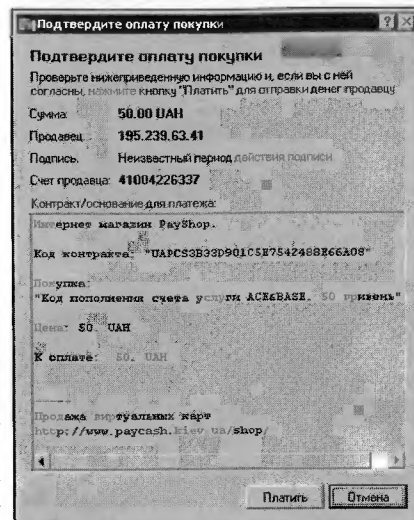 Подтвердите оплату покупки
Подтвердите оплату покупки
Проверьте нижеприведенную информацию и, если вы с ней
согласны, нажмите кнопку "Платить" для отправки денег продавцу
Сумма: 50.00 UAH
Продавец: 195.239.63.41
Подпись. Неизвестный период действия подписи
Счет продавца: 41004226337
Контракт/основание для платежа:
Интернет магазин PayShop.
Код контракта:
Покупка:
"Код пополнения счета услуги ACE&BASE. 50 гривень"
Цена: 50. UAH
К оплате: 50. UAH
Продажа виртуальных карт
http://www.paycash.kiev.ua/shop/
Платить Отмена